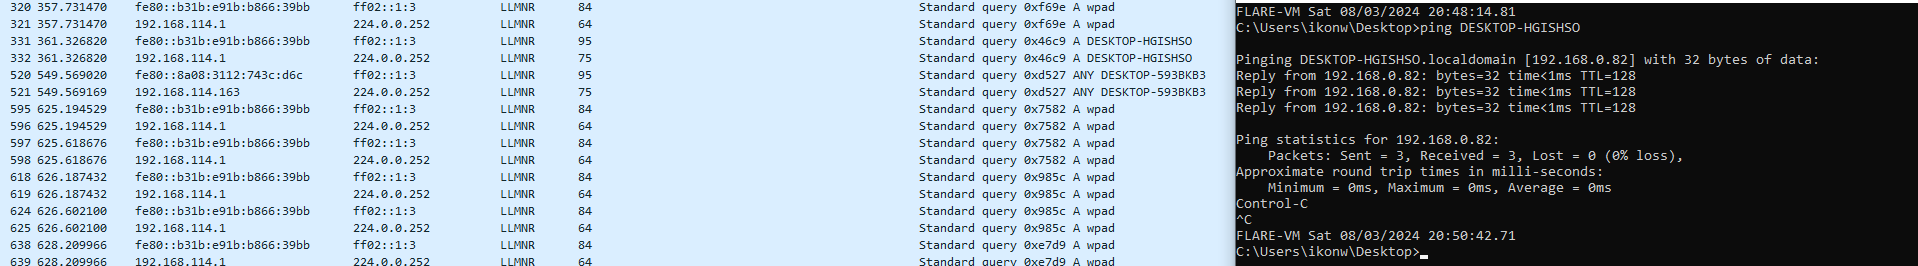 320 357.731470 fe80::b31b:e91b:b866:39bb ff02::1:3 LLMNR 84 Standard query 0xf69e A wpad
321 357.731470 192.168.114.1 224.0.0.252 LLMNR 64 Standard query 0xf69e A wpad
331 361.326820 fe80::b31b:e91b:b866:39bb ff02::1:3 LLMNR 95 Standard query 0x46c9 A DESKTOP-HGISHSO
332 361.326820 192.168.114.1 224.0.0.252 LLMNR 75 Standard query 0x46c9 A DESKTOP-HGISHSO
520 549.569020 fe80::8a08:3112:743c:d6c ff02::1:3 LLMNR 95 Standard query 0xd527 ANY DESKTOP-593BKB3
521 549.569169 192.168.114.163 224.0.0.252 LLMNR 75 Standard query 0xd527 ANY DESKTOP-593BKB3
595 625.194529 fe80::b31b:e91b:b866:39bb ff02::1:3 LLMNR 84 Standard query 0x7582 A wpad
596 625.194529 192.168.114.1 224.0.0.252 LLMNR 64 Standard query 0x7582 A wpad
597 625.618676 fe80::b31b:e91b:b866:39bb ff02::1:3 LLMNR 84 Standard query 0x7582 A wpad
598 625.618676 192.168.114.1 224.0.0.252 LLMNR 64 Standard query 0x7582 A wpad
618 626.187432 fe80::b31b:e91b:b866:39bb ff02::1:3 LLMNR 84 Standard query 0x985c A wpad
619 626.187432 192.168.114.1 224.0.0.252 LLMNR 64 Standard query 0x985c A wpad
624 626.602100 fe80::b31b:e91b:b866:39bb ff02::1:3 LLMNR 84 Standard query 0x985c A wpad
625 626.602100 192.168.114.1 224.0.0.252 LLMNR 64 Standard query 0x985c A wpad
638 628.209966 fe80::b31b:e91b:b866:39bb ff02::1:3 LLMNR 84 Standard query 0xe7d9 A wpad
639 628.209966 192.168.114.1 224.0.0.252 LLMNR 64 Standard query 0xe7d9 A wpad
FLARE-VM Sat 08/03/2024 20:48:14.81
C:\Users\ikonw\Desktop>ping DESKTOP-HGISHSO
Pinging DESKTOP-HGISHSO.localdomain [192.168.0.82] with 32 bytes of data:
Reply from 192.168.0.82: bytes=32 time<1ms TTL=128
Reply from 192.168.0.82: bytes=32 time<1ms TTL=128
Reply from 192.168.0.82: bytes=32 time<1ms TTL=128
Ping statistics for 192.168.0.82:
Packets: Sent = 3, Received = 3, Lost = 0 (0% loss),
Approximate round trip times in milli-seconds:
Minimum = 0ms, Maximum = 0ms, Average = 0ms
Control-C
^C
FLARE-VM Sat 08/03/2024 20:50:42.71
C:\Users\ikonw\Desktop>